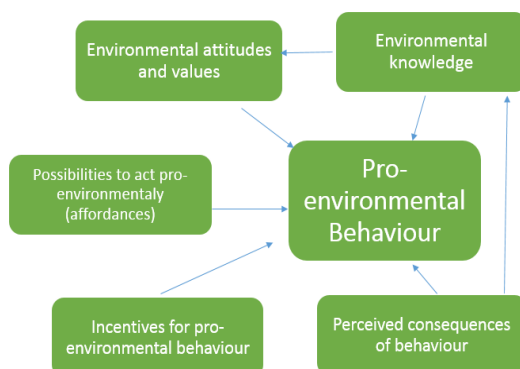 Environmental attitudes
and values
Environmental
knowledge
Possibilities to act pro-
environmentaly
(affordances)
Pro-
environmental
Behaviour
Incentives for pro-
environmental behaviour
Perceived consequences
of behaviour